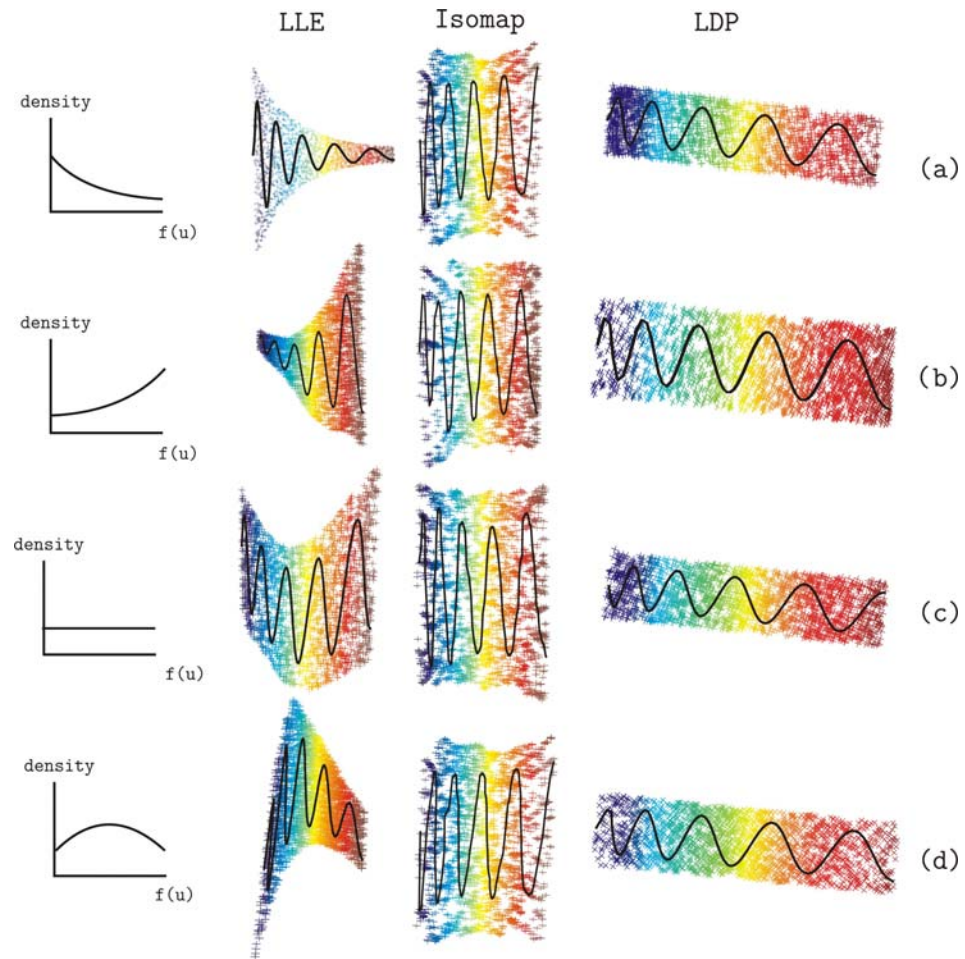 LLE Isomap LDP
density
f(u)
(a)
density
f(u)
(b)
density
f(u)
(c)
density
f(u)
(d)